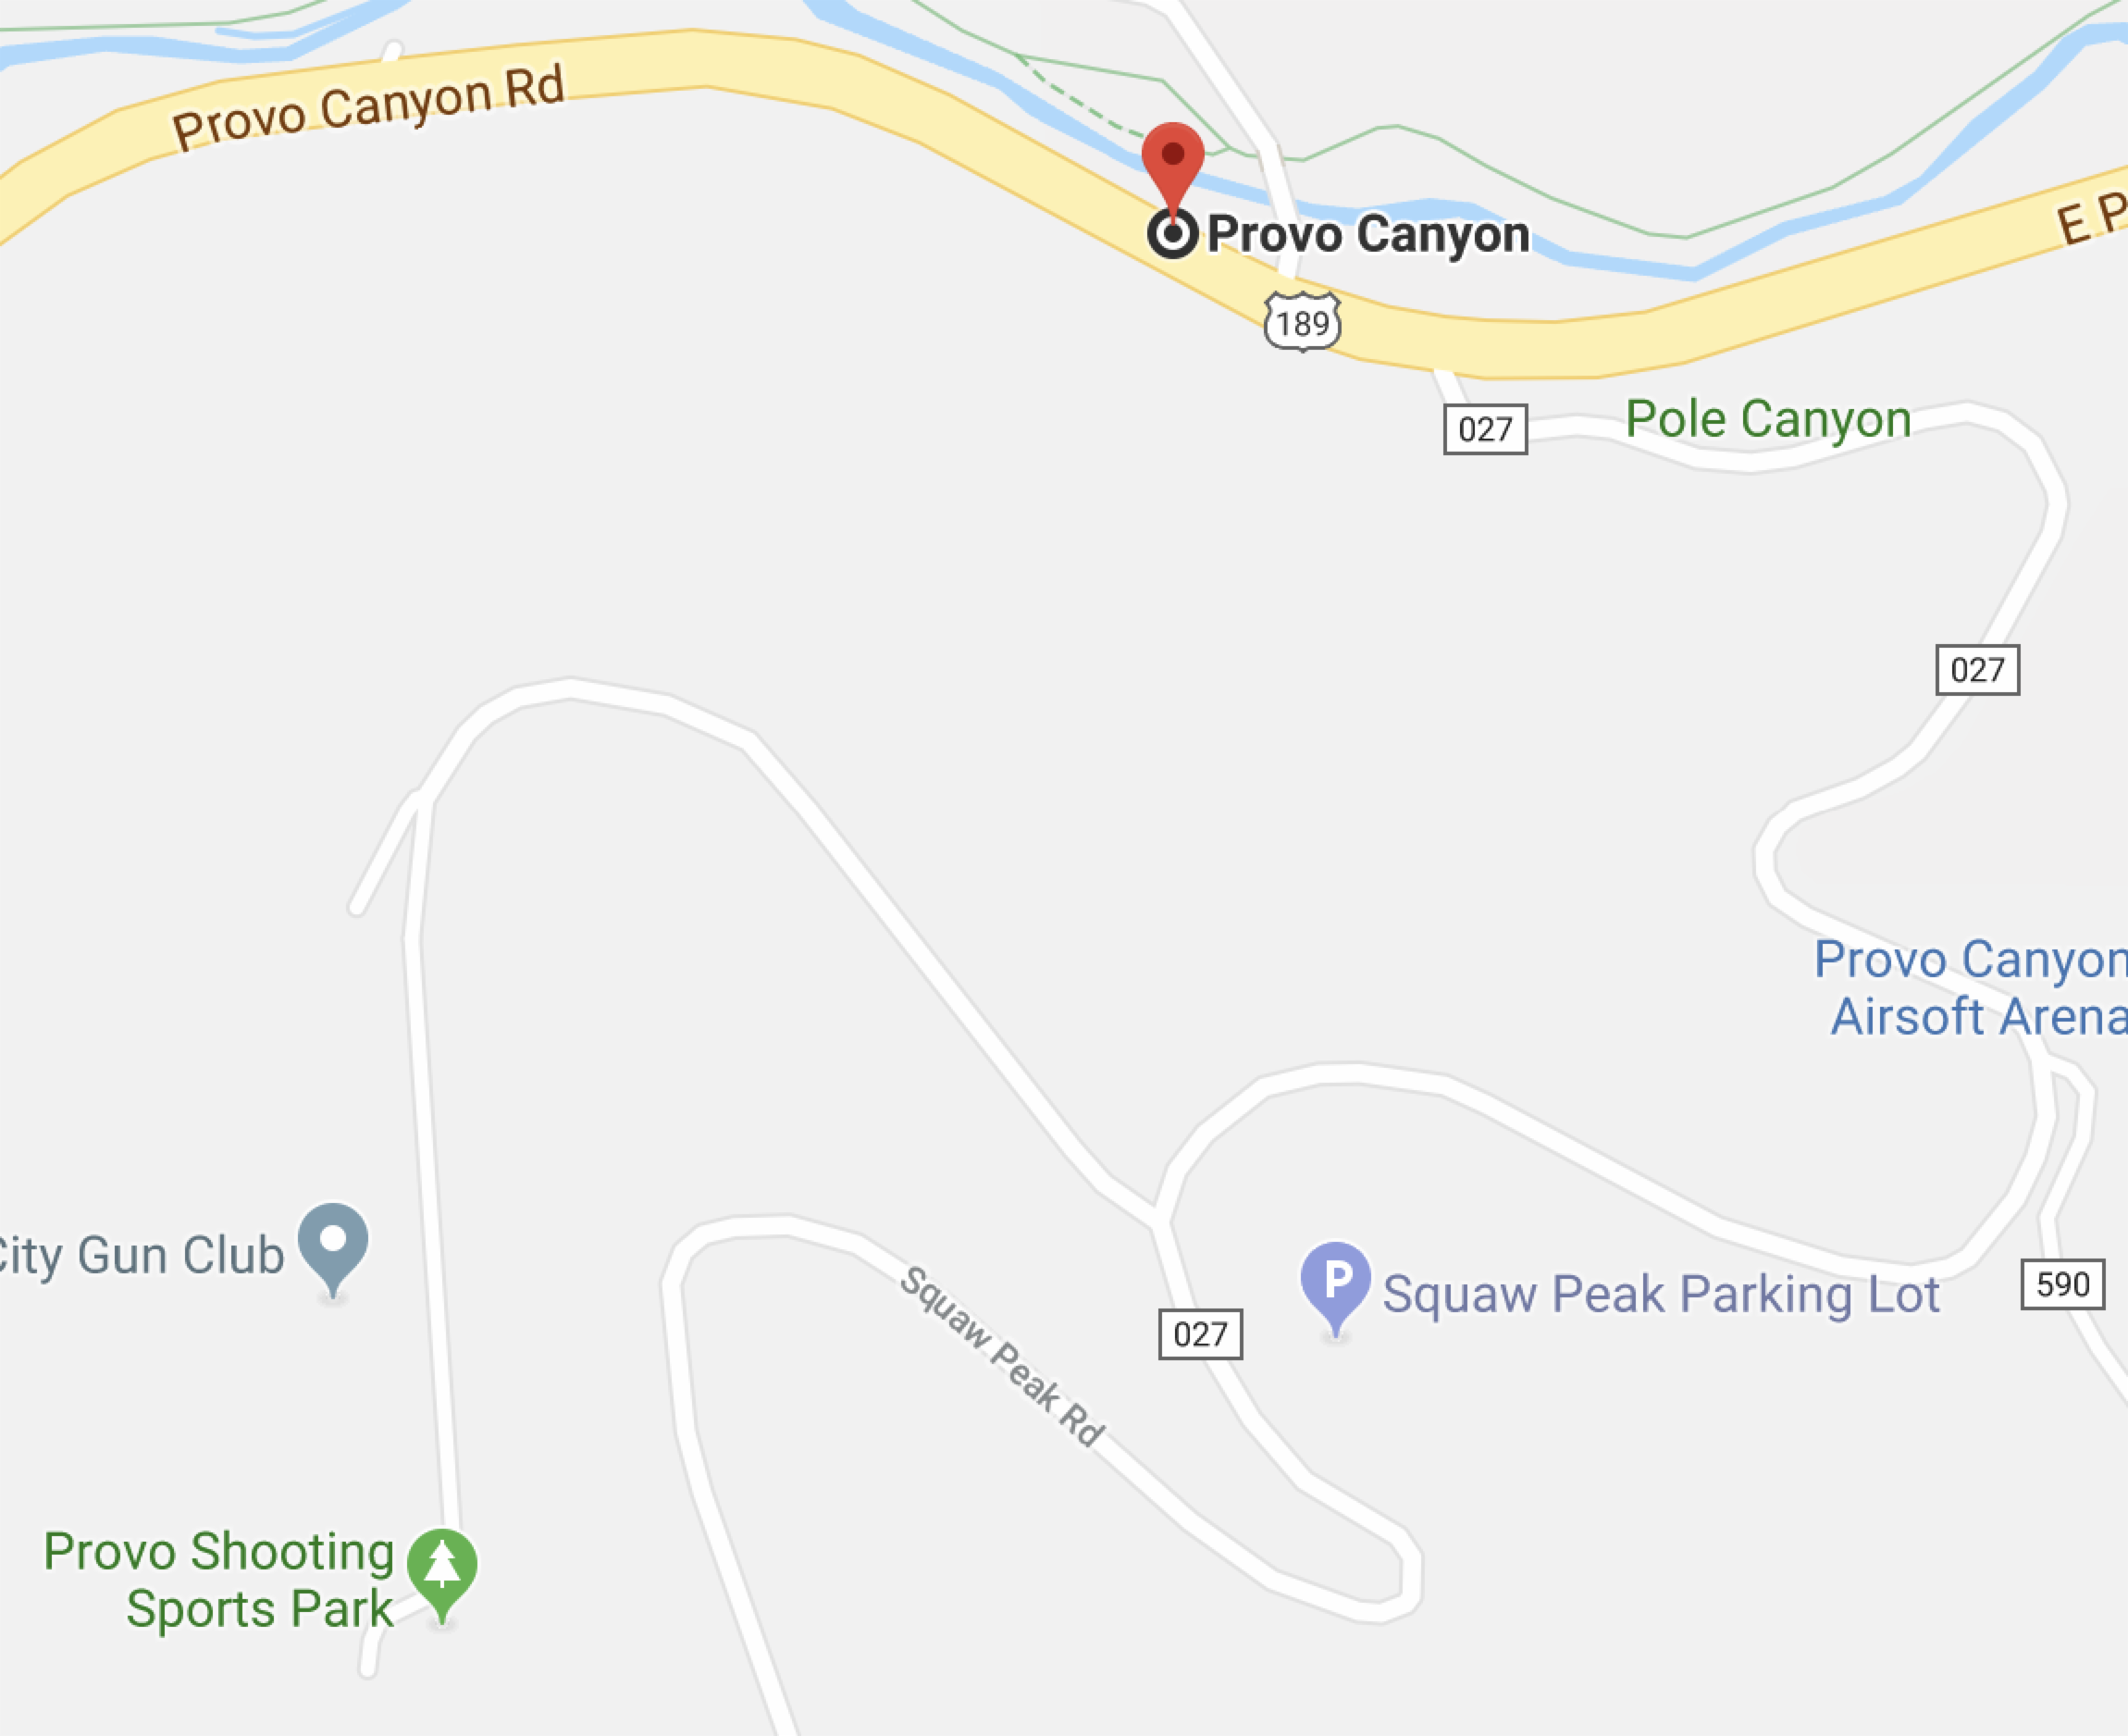 Provo Canyon Rd
E P
Provo Canyon
189
027
Pole Canyon
027
Provo Canyon
Airsoft Arena
City Gun Club
Squaw Peak Rd
027
P
Squaw Peak Parking Lot
590
Provo Shooting
Sports Park